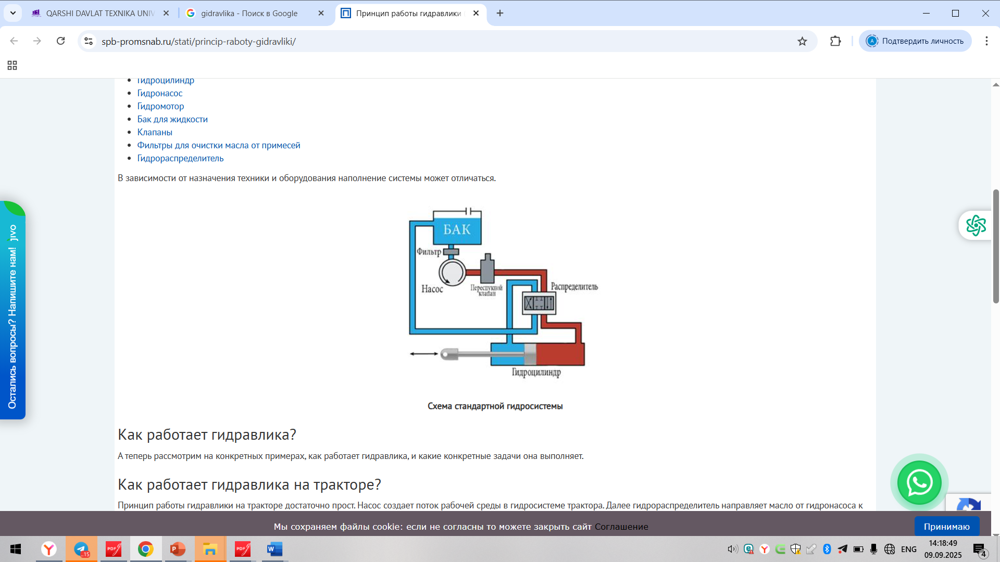 QARSHI DAVLAT TEXNIKA UNIV
gidravlika - Поиск в Google
Принцип работы гидравлики
spb-promsnab.ru/stati/princip-raboty-gidravliki/
Подтвердить личность
Гидроцилиндр
Гидронасос
Гидромотор
Бак для жидкости
Клапаны
Фильтры для очистки масла от примесей
Гидрораспределитель
В зависимости от назначения техники и оборудования наполнение системы может отличаться.
БАК
Фильтр
Насос
Переспукной
клапан
Распределитель
Гидроцилиндр
Схема стандартной гидросистемы
Как работает гидравлика?
А теперь рассмотрим на конкретных примерах, как работает гидравлика, и какие конкретные задачи она выполняет.
Как работает гидравлика на тракторе?
Принцип работы гидравлики на тракторе достаточно прост. Насос создает поток рабочей среды в гидросистеме трактора. Далее гидрораспределитель направляет масло от гидронасоса к
Остались вопросы? Напишите нам! jivo
Мы сохраняем файлы cookie: если не согласны то можете закрыть сайт Соглашение
Принимаю
..15
ENG
14:18:49
09.09.2025
4